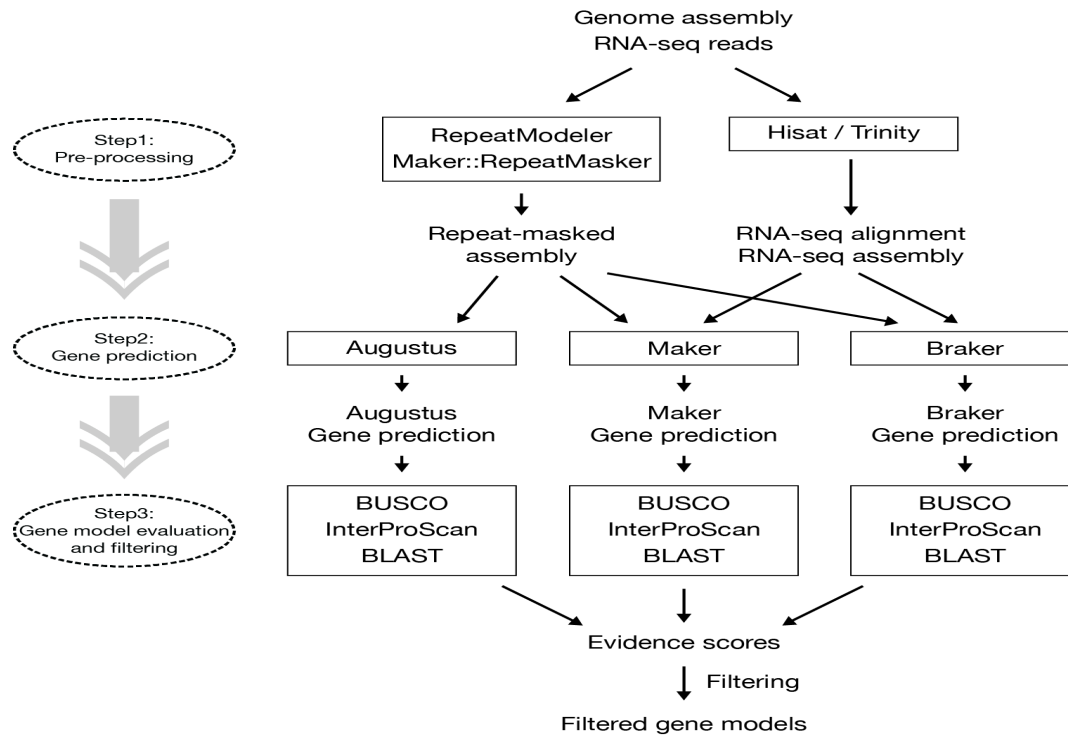 Genome assembly
RNA-seq reads
Step1:
Pre-processing
RepeatModeler
Maker::RepeatMasker
Hisat / Trinity
Repeat-masked
assembly
RNA-seq alignment
RNA-seq assembly
Step2:
Gene prediction
Augustus
Maker
Braker
Augustus
Gene prediction
Maker
Gene prediction
Braker
Gene prediction
Step3:
Gene model evaluation
and filtering
BUSCO
InterProScan
BLAST
BUSCO
InterProScan
BLAST
BUSCO
InterProScan
BLAST
Evidence scores
Filtering
Filtered gene models